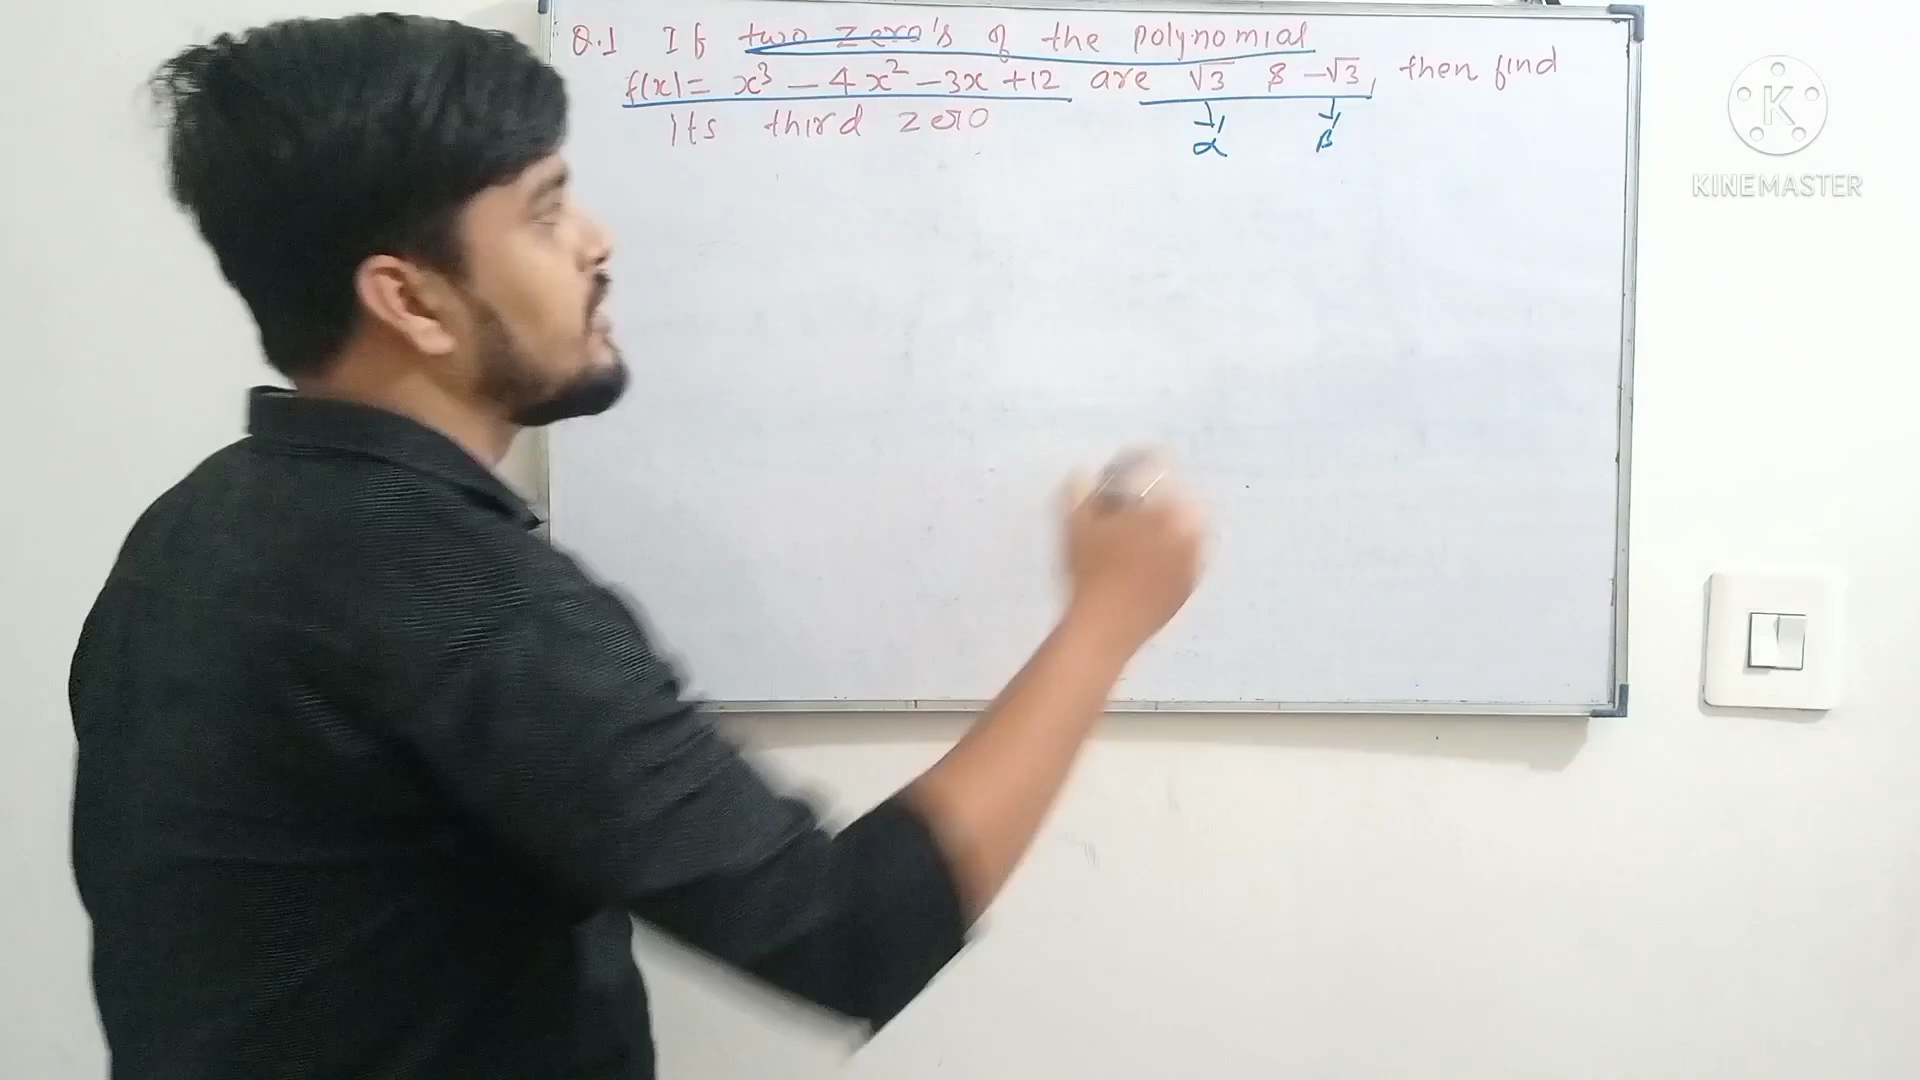 Q.1 If two zero's of the polynomial
f(x) = x³ - 4x² - 3x + 12 are √3 & -√3, then find
its third zero
α β
K
KINEMASTER